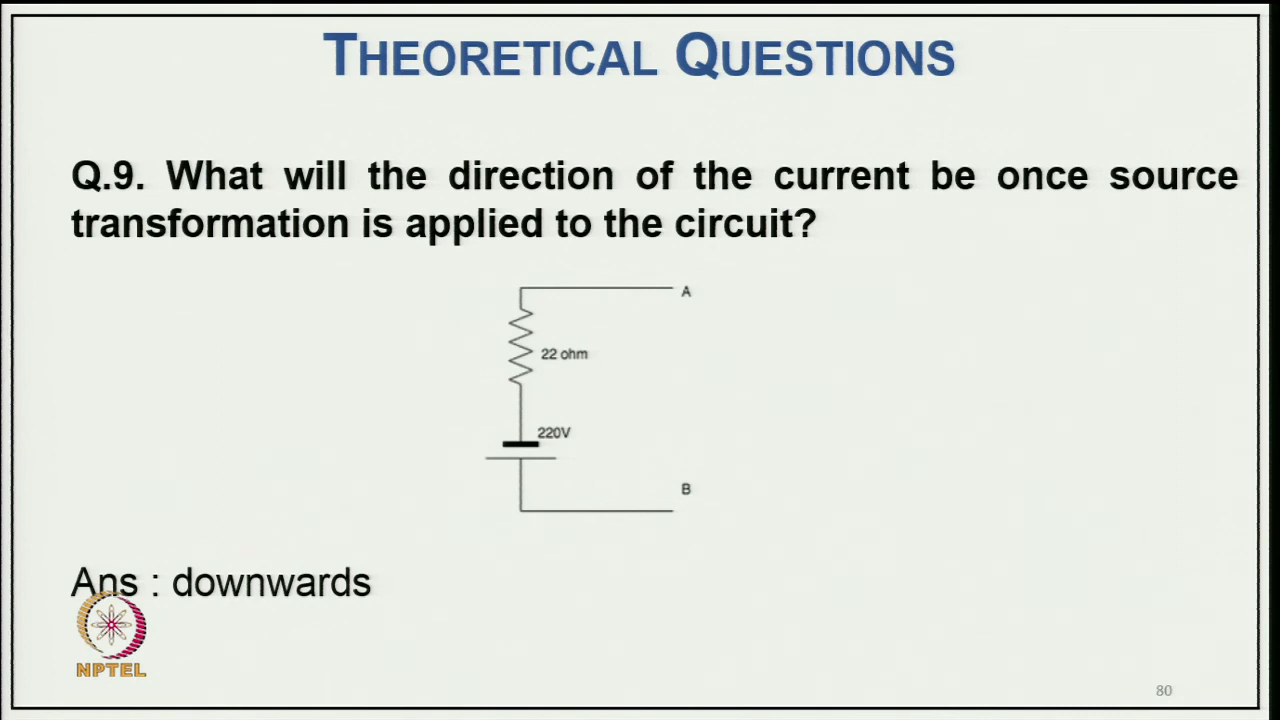 THEORETICAL QUESTIONS
Q.9. What will the direction of the current be once source
transformation is applied to the circuit?
A
22 ohm
220V
B
Ans : downwards
NPTEL
80